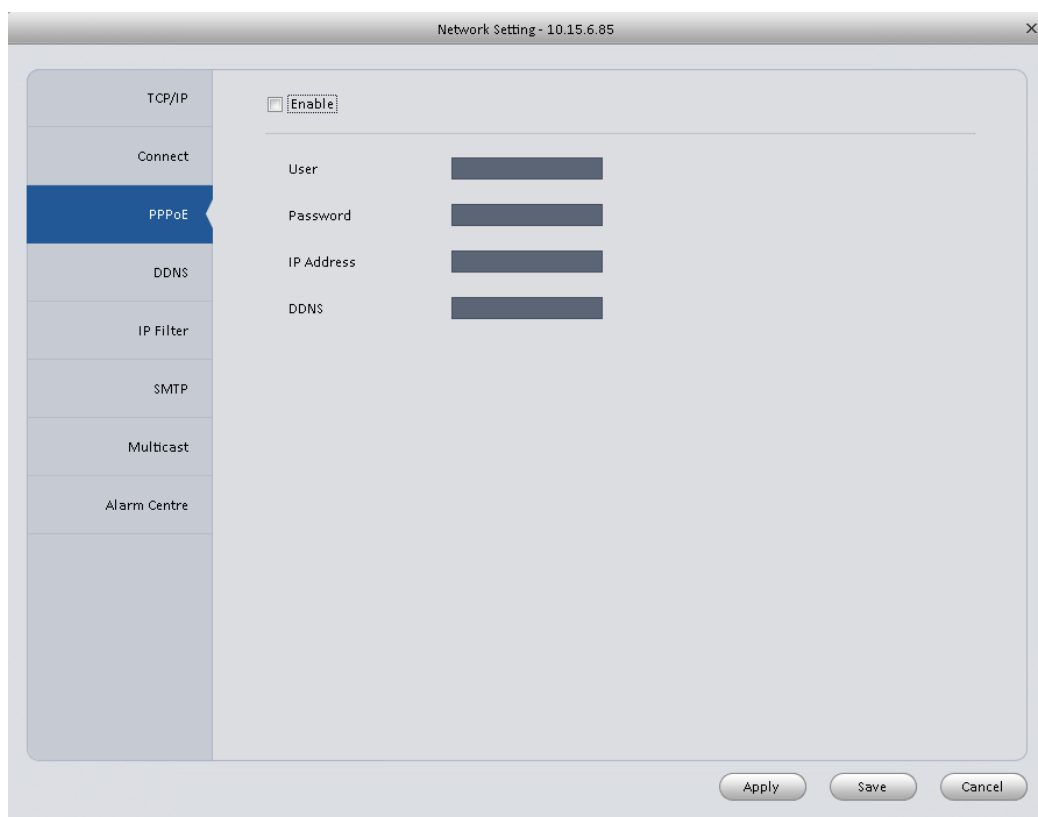 Network Setting - 10.15.6.85
TCP/IP
Connect
PPPoE
DDNS
IP Filter
SMTP
Multicast
Alarm Centre
Enable
User
Password
IP Address
DDNS
Apply Save Cancel